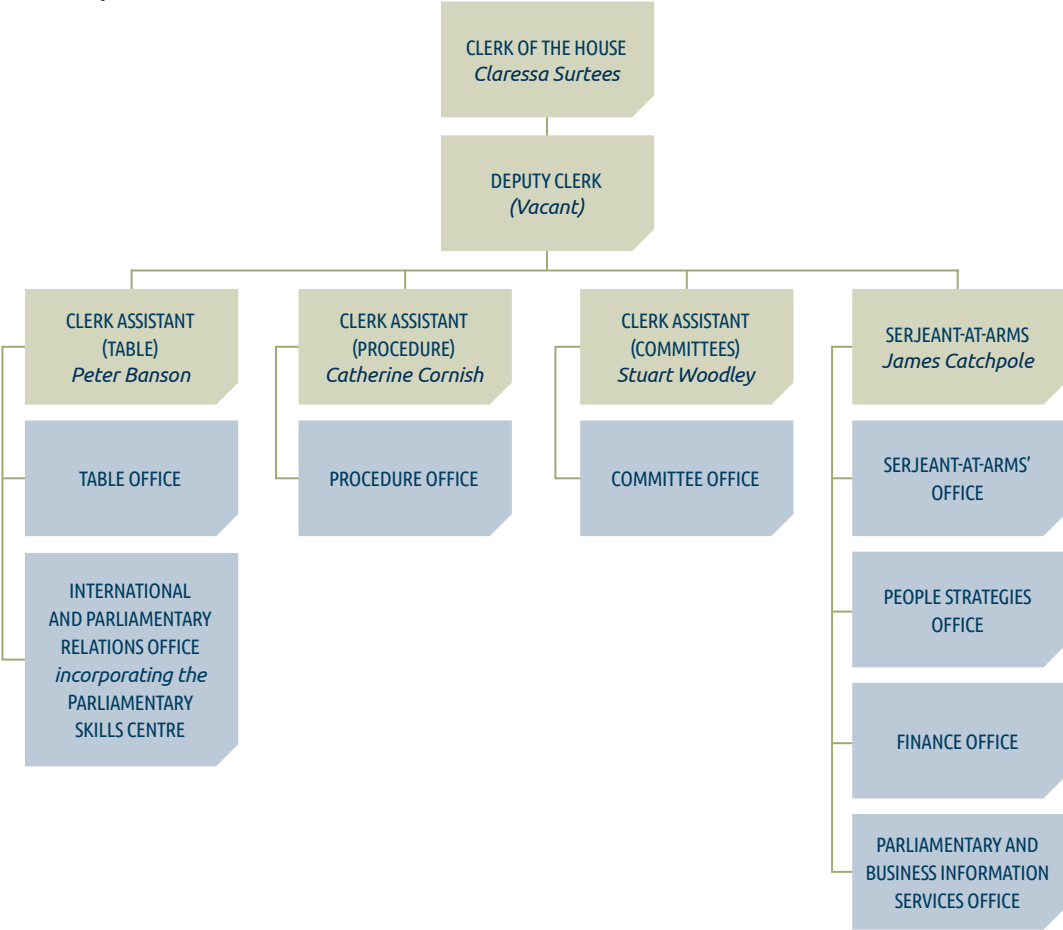 CLERK OF THE HOUSE
Claressa Surtees
DEPUTY CLERK
(Vacant)
CLERK ASSISTANT
(TABLE)
Peter Banson
CLERK ASSISTANT
(PROCEDURE)
Catherine Cornish
CLERK ASSISTANT
(COMMITTEES)
Stuart Woodley
SERJEANT-AT-ARMS
James Catchpole
TABLE OFFICE
PROCEDURE OFFICE
COMMITTEE OFFICE
SERJEANT-AT-ARMS’
OFFICE
INTERNATIONAL
AND PARLIAMENTARY
RELATIONS OFFICE
incorporating the
PARLIAMENTARY
SKILLS CENTRE
PEOPLE STRATEGIES
OFFICE
FINANCE OFFICE
PARLIAMENTARY AND
BUSINESS INFORMATION
SERVICES OFFICE